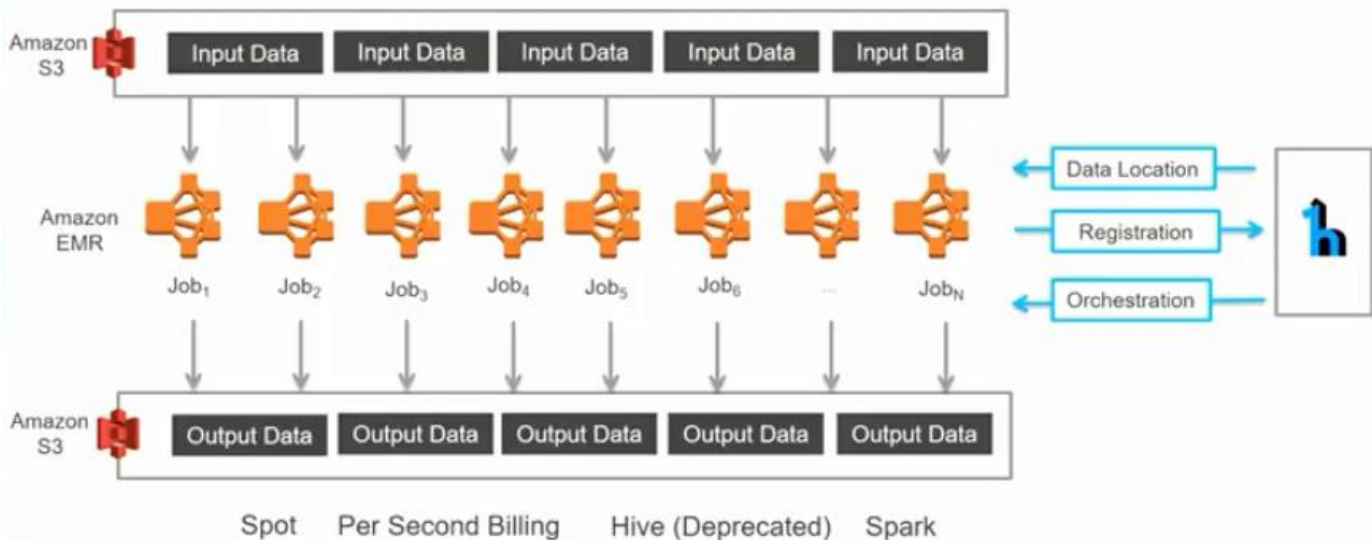 Amazon
S3
Input Data
Input Data
Input Data
Input Data
Input Data
Data Location
Registration
Orchestration
Amazon
EMR
Job₁
Job₂
Job₃
Job₄
Job₅
Job₆
...
Job_N
Amazon
S3
Output Data
Output Data
Output Data
Output Data
Output Data
Spot Per Second Billing Hive (Deprecated) Spark